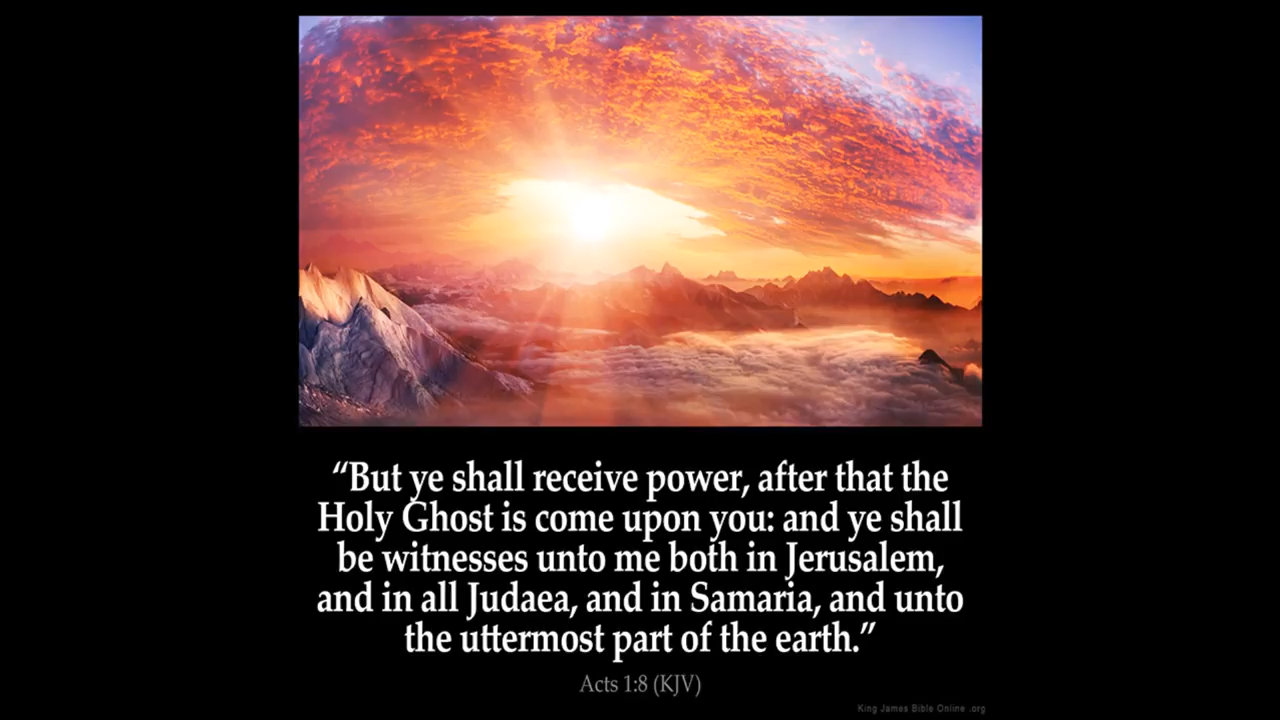 “But ye shall receive power, after that the
Holy Ghost is come upon you: and ye shall
be witnesses unto me both in Jerusalem,
and in all Judaea, and in Samaria, and unto
the uttermost part of the earth.”
Acts 1:8 (KJV)
King James Bible Online .org